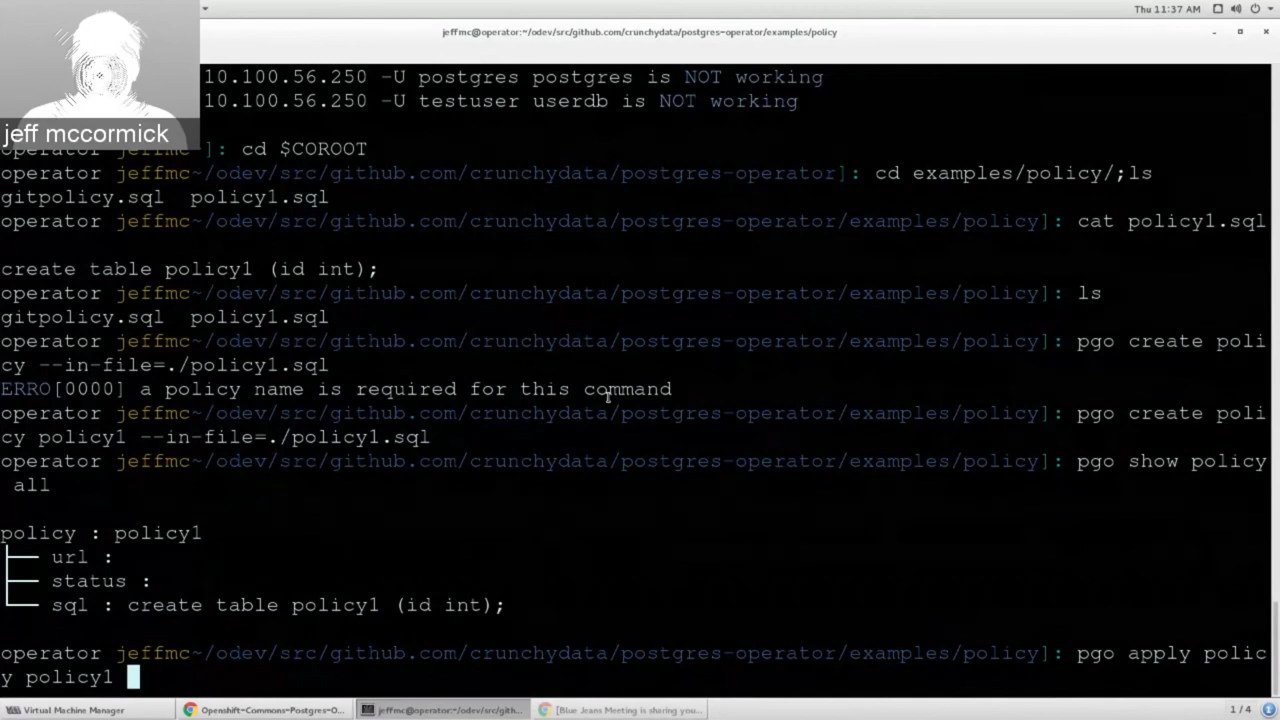 Thu 11:37 AM
jeffmc@operator:~/odev/src/github.com/crunchydata/postgres-operator/examples/policy
jeff mccormick
10.100.56.250 -U postgres postgres is NOT working
10.100.56.250 -U testuser userdb is NOT working
operator jeffmc~]: cd $COROOT
operator jeffmc~/odev/src/github.com/crunchydata/postgres-operator]: cd examples/policy/;ls
gitpolicy.sql  policy1.sql
operator jeffmc~/odev/src/github.com/crunchydata/postgres-operator/examples/policy]: cat policy1.sql
create table policy1 (id int);
operator jeffmc~/odev/src/github.com/crunchydata/postgres-operator/examples/policy]: ls
gitpolicy.sql  policy1.sql
operator jeffmc~/odev/src/github.com/crunchydata/postgres-operator/examples/policy]: pgo create poli
cy --in-file=./policy1.sql
ERRO[0000] a policy name is required for this command
operator jeffmc~/odev/src/github.com/crunchydata/postgres-operator/examples/policy]: pgo create poli
cy policy1 --in-file=./policy1.sql
operator jeffmc~/odev/src/github.com/crunchydata/postgres-operator/examples/policy]: pgo show policy
 all
policy : policy1
├── url :
├── status :
└── sql : create table policy1 (id int);
operator jeffmc~/odev/src/github.com/crunchydata/postgres-operator/examples/policy]: pgo apply polic
y policy1
Virtual Machine Manager
Openshift-Commons-Postgres-O...
jeffmc@operator:~/odev/src/gith...
[Blue Jeans Meeting is sharing you...
1 / 4